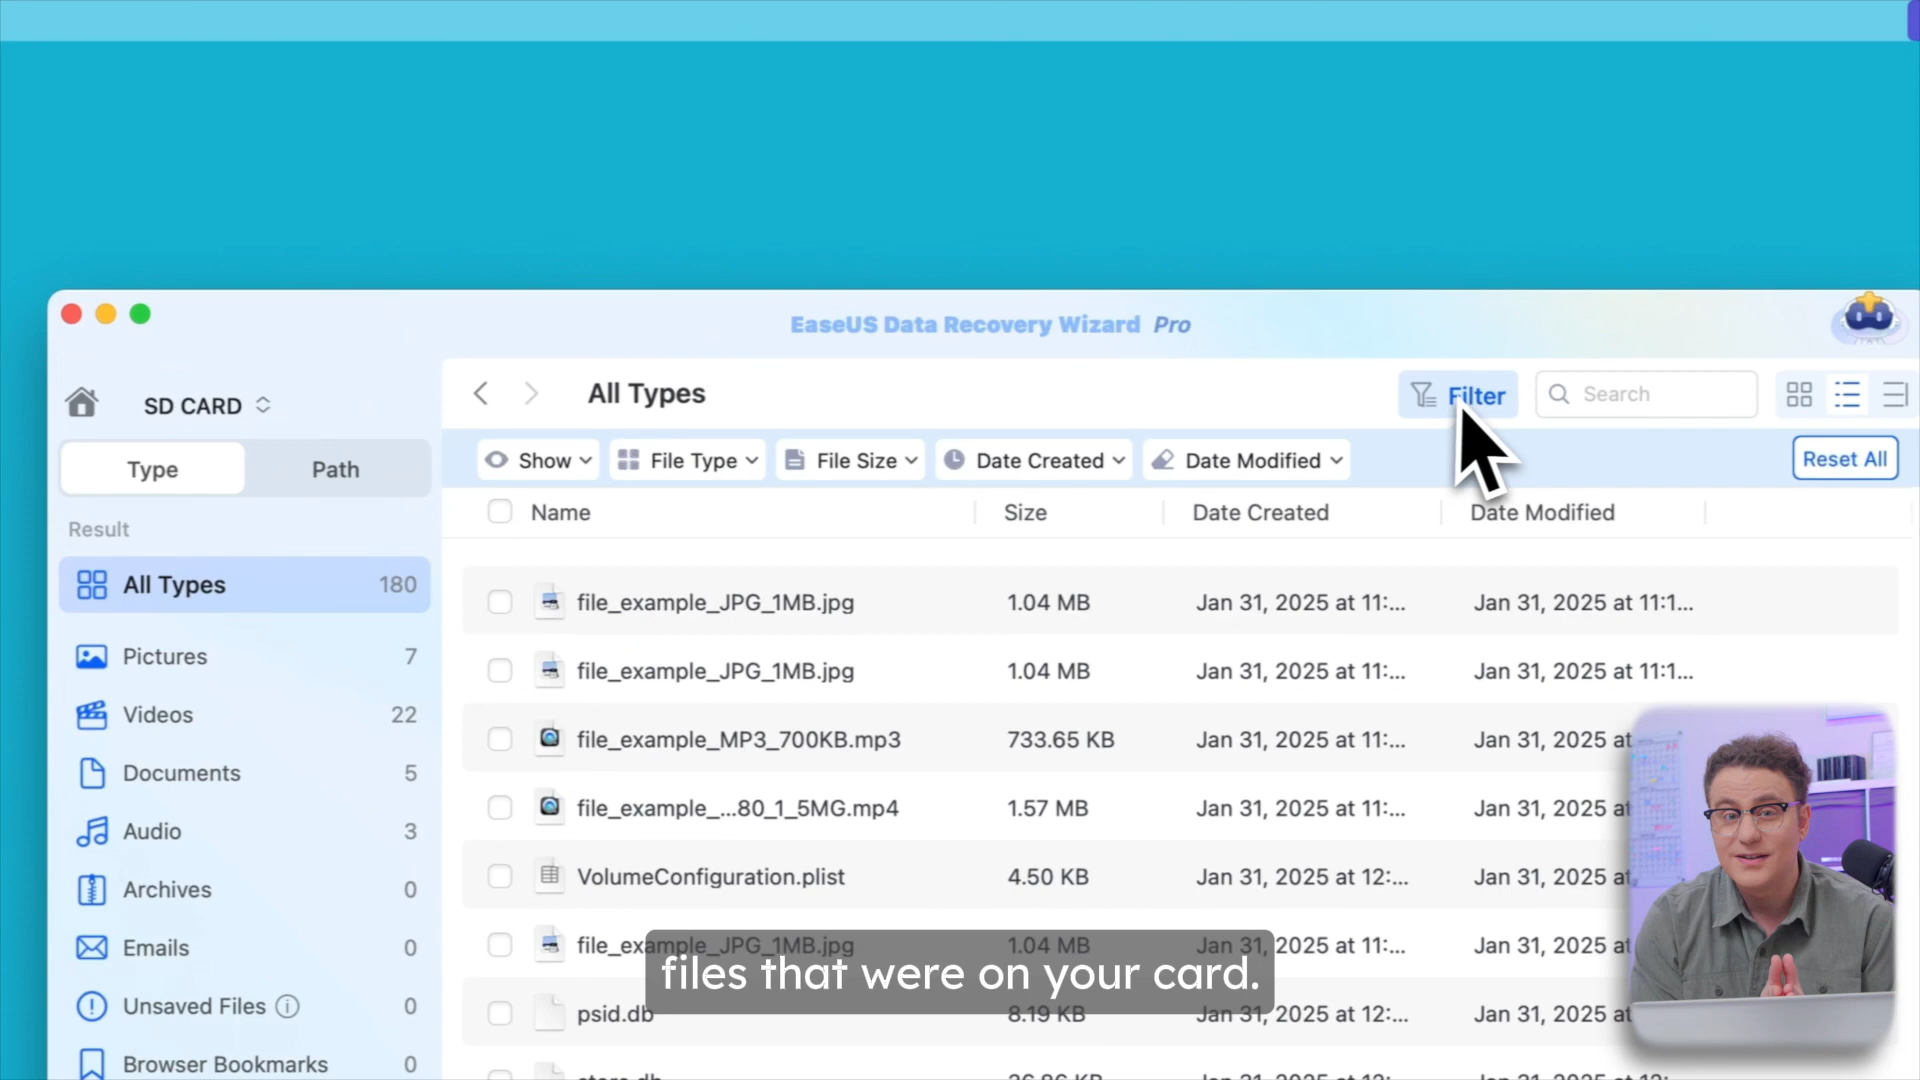 EaseUS Data Recovery Wizard Pro
SD CARD
All Types
Filter
Search
Type
Path
Show
File Type
File Size
Date Created
Date Modified
Reset All
Result
Name
Size
Date Created
Date Modified
All Types 180
Pictures 7
Videos 22
Documents 5
Audio 3
Archives 0
Emails 0
Unsaved Files 0
Browser Bookmarks 0
file_example_JPG_1MB.jpg 1.04 MB Jan 31, 2025 at 11:... Jan 31, 2025 at 11:1...
file_example_JPG_1MB.jpg 1.04 MB Jan 31, 2025 at 11:... Jan 31, 2025 at 11:1...
file_example_MP3_700KB.mp3 733.65 KB Jan 31, 2025 at 11:... Jan 31, 2025 at
file_example_...80_1_5MG.mp4 1.57 MB Jan 31, 2025 at 11:... Jan 31, 2025 at
VolumeConfiguration.plist 4.50 KB Jan 31, 2025 at 12:... Jan 31, 2025 at
file_example_JPG_1MB.jpg 1.04 MB Jan 31, 2025 at 11:... Jan 31, 2025 at
files that were on your card.
psid.db 8.19 KB Jan 31, 2025 at 12:... Jan 31, 2025 at